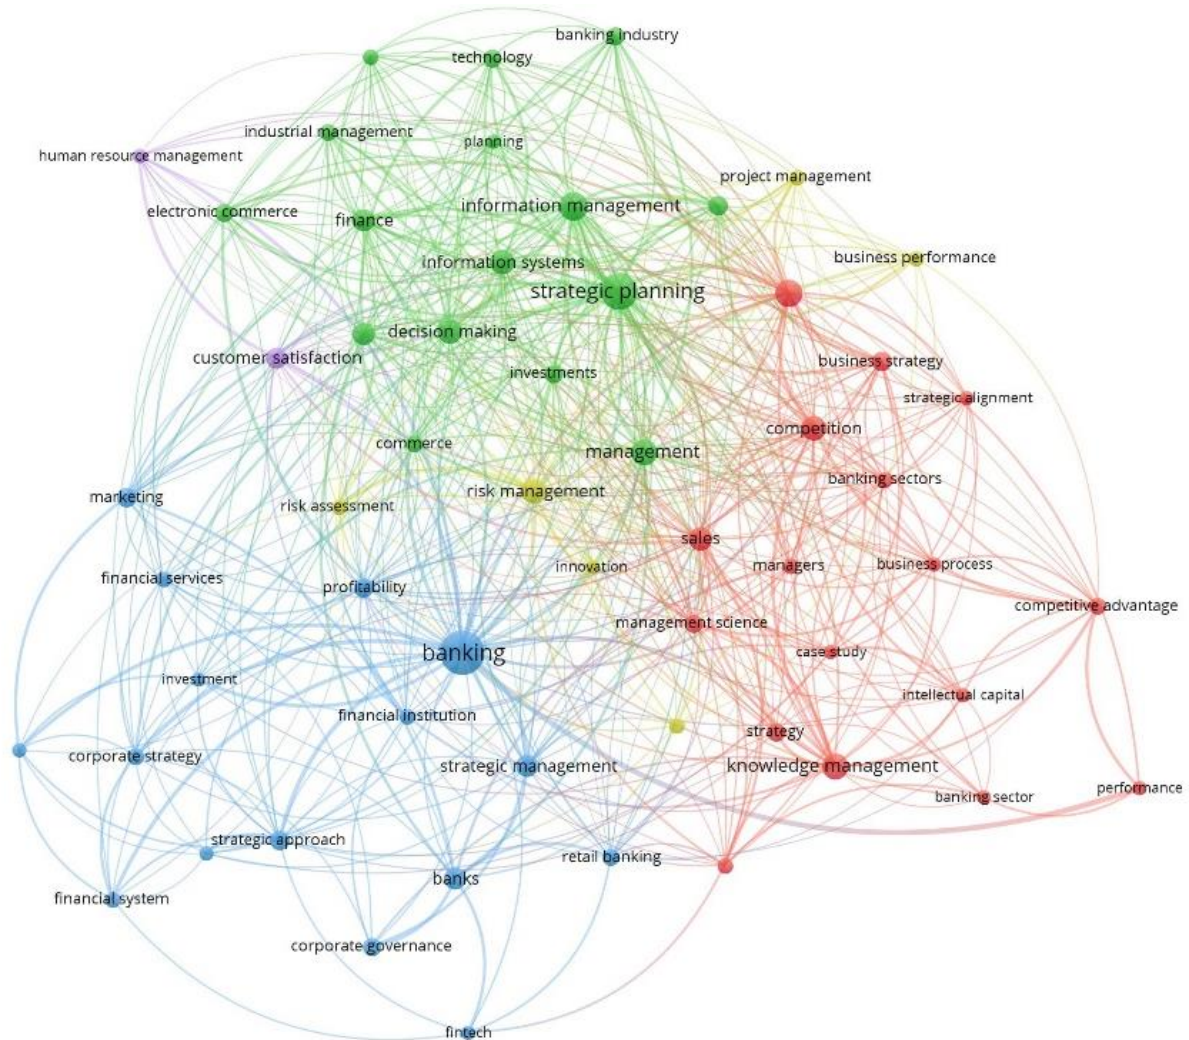 banking industry
technology
industrial management
planning
human resource management
project management
information management
electronic commerce
finance
business performance
information systems
strategic planning
decision making
customer satisfaction
business strategy
investments
strategic alignment
competition
commerce
management
banking sectors
risk management
marketing
risk assessment
sales
managers
business process
innovation
financial services
profitability
competitive advantage
management science
banking
case study
investment
intellectual capital
financial institution
strategy
corporate strategy
strategic management
knowledge management
performance
banking sector
strategic approach
retail banking
banks
financial system
corporate governance
fintech